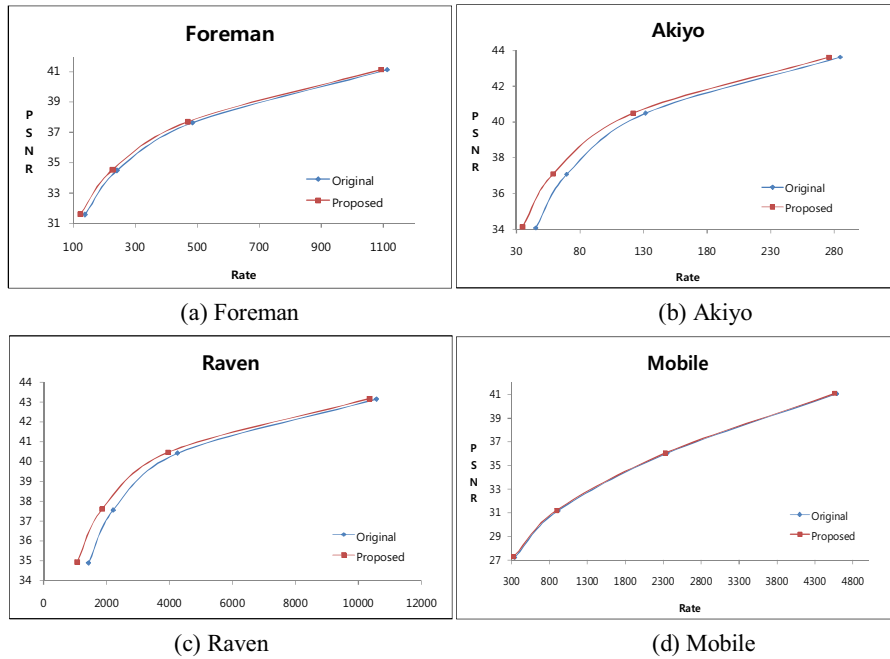 Foreman
P
S
N
R
41
39
37
35
33
31
100 300 500 700 900 1100
Rate
Original
Proposed
(a) Foreman
Akiyo
P
S
N
R
44
42
40
38
36
34
30 80 130 180 230 280
Rate
Original
Proposed
(b) Akiyo
Raven
44
43
42
41
40
39
38
37
36
35
34
0 2000 4000 6000 8000 10000 12000
Original
Proposed
(c) Raven
Mobile
P
S
N
R
41
39
37
35
33
31
29
27
300 800 1300 1800 2300 2800 3300 3800 4300 4800
Rate
Original
Proposed
(d) Mobile